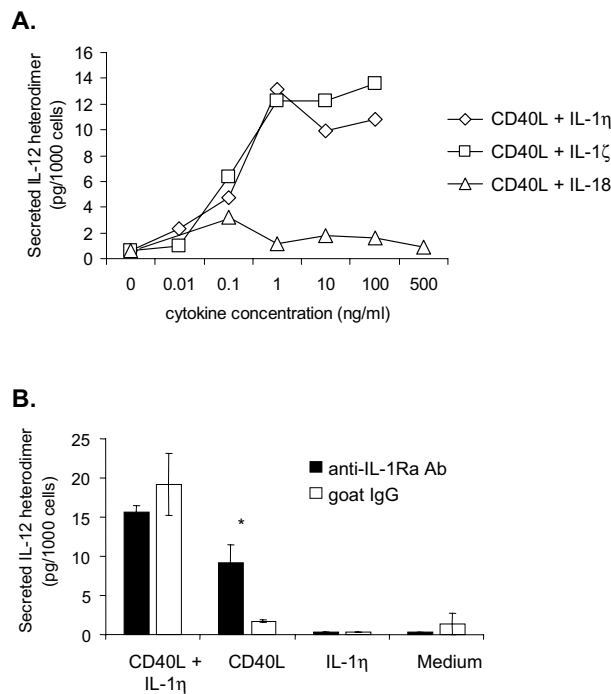 A.
16
14
12
10
8
6
4
2
0
Secreted IL-12 heterodimer
(pg/1000 cells)
0 0.01 0.1 1 10 100 500
cytokine concentration (ng/ml)
CD40L + IL-1η
CD40L + IL-1ζ
CD40L + IL-18
B.
25
20
15
10
5
0
Secreted IL-12 heterodimer
(pg/1000 cells)
anti-IL-1Ra Ab
goat IgG
*
CD40L + CD40L IL-1η Medium
IL-1η